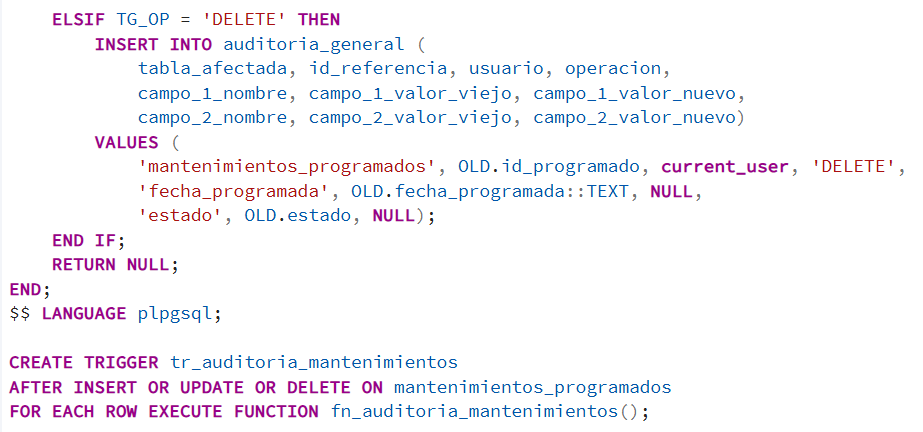 ELSIF TG_OP = 'DELETE' THEN
INSERT INTO auditoria_general (
tabla_afectada, id_referencia, usuario, operacion,
campo_1_nombre, campo_1_valor_viejo, campo_1_valor_nuevo,
campo_2_nombre, campo_2_valor_viejo, campo_2_valor_nuevo)
VALUES (
'mantenimientos_programados', OLD.id_programado, current_user, 'DELETE',
'fecha_programada', OLD.fecha_programada::TEXT, NULL,
'estado', OLD.estado, NULL);
END IF;
RETURN NULL;
END;
$$ LANGUAGE plpgsql;
CREATE TRIGGER tr_auditoria_mantenimientos
AFTER INSERT OR UPDATE OR DELETE ON mantenimientos_programados
FOR EACH ROW EXECUTE FUNCTION fn_auditoria_mantenimientos();